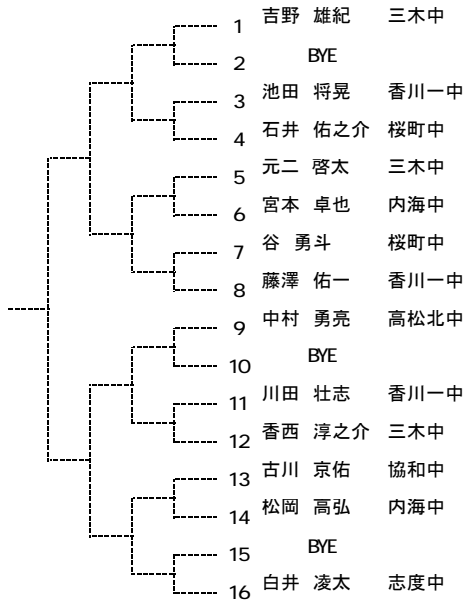 1 吉野 雄紀 三木中
2 BYE
3 池田 将晃 香川一中
4 石井 佑之介 桜町中
5 元二 啓太 三木中
6 宮本 卓也 内海中
7 谷 勇斗 桜町中
8 藤澤 佑一 香川一中
9 中村 勇亮 高松北中
10 BYE
11 川田 壮志 香川一中
12 香西 淳之介 三木中
13 古川 京佑 協和中
14 松岡 高弘 内海中
15 BYE
16 白井 凌太 志度中